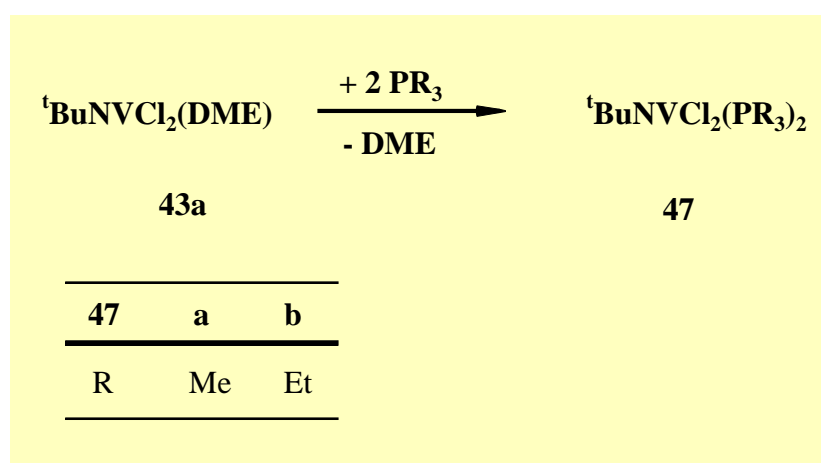 + 2 PR₃
ᵗBuNVCl₂(DME) ᵗBuNVCl₂(PR₃)₂
- DME
43a 47
47 a b
R Me Et